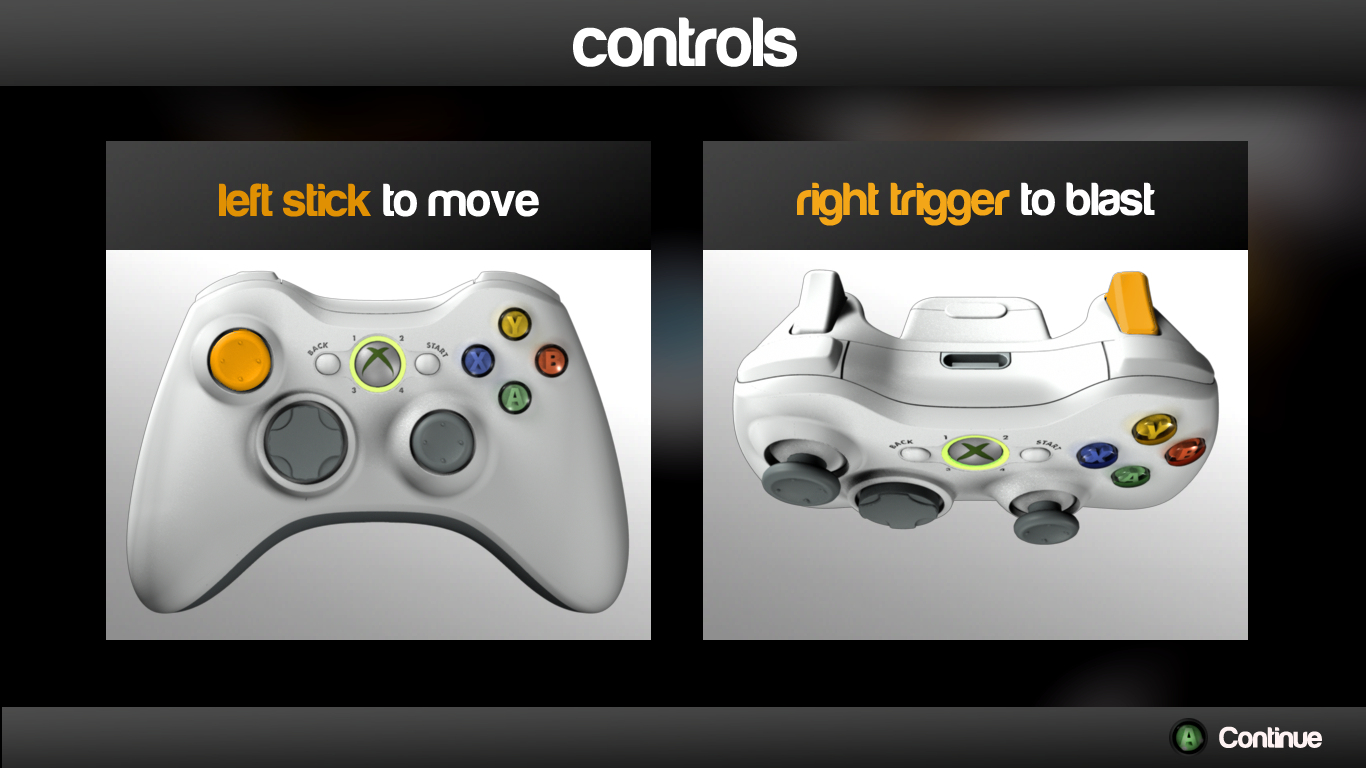 controls
left stick to move
right trigger to blast
Y
BACK
1
2
START
X
B
3
4
A
Y
BACK
1
2
START
X
B
3
4
A
A Continue